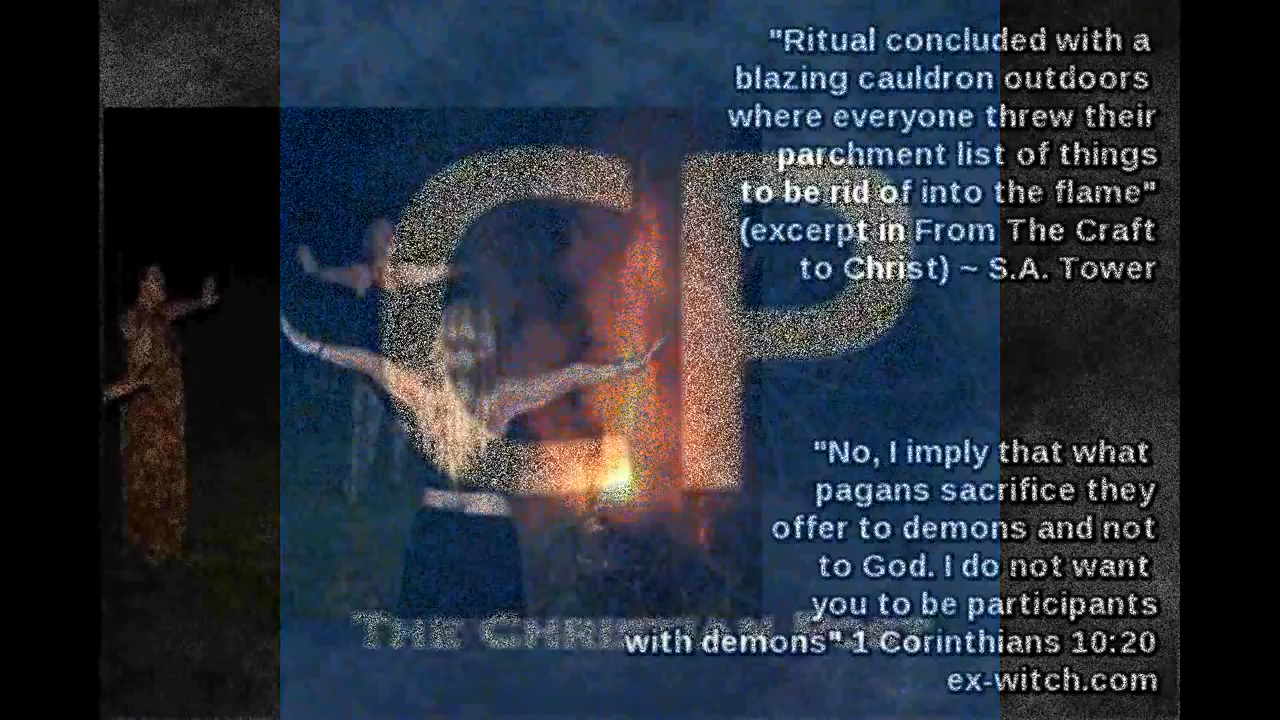 "Ritual concluded with a
blazing cauldron outdoors
where everyone threw their
parchment list of things
to be rid of into the flame"
(excerpt in From The Craft
to Christ) ~ S.A. Tower
CP
"No, I imply that what
pagans sacrifice they
offer to demons and not
to God. I do not want
you to be participants
with demons" 1 Corinthians 10:20
ex-witch.com
The Christian